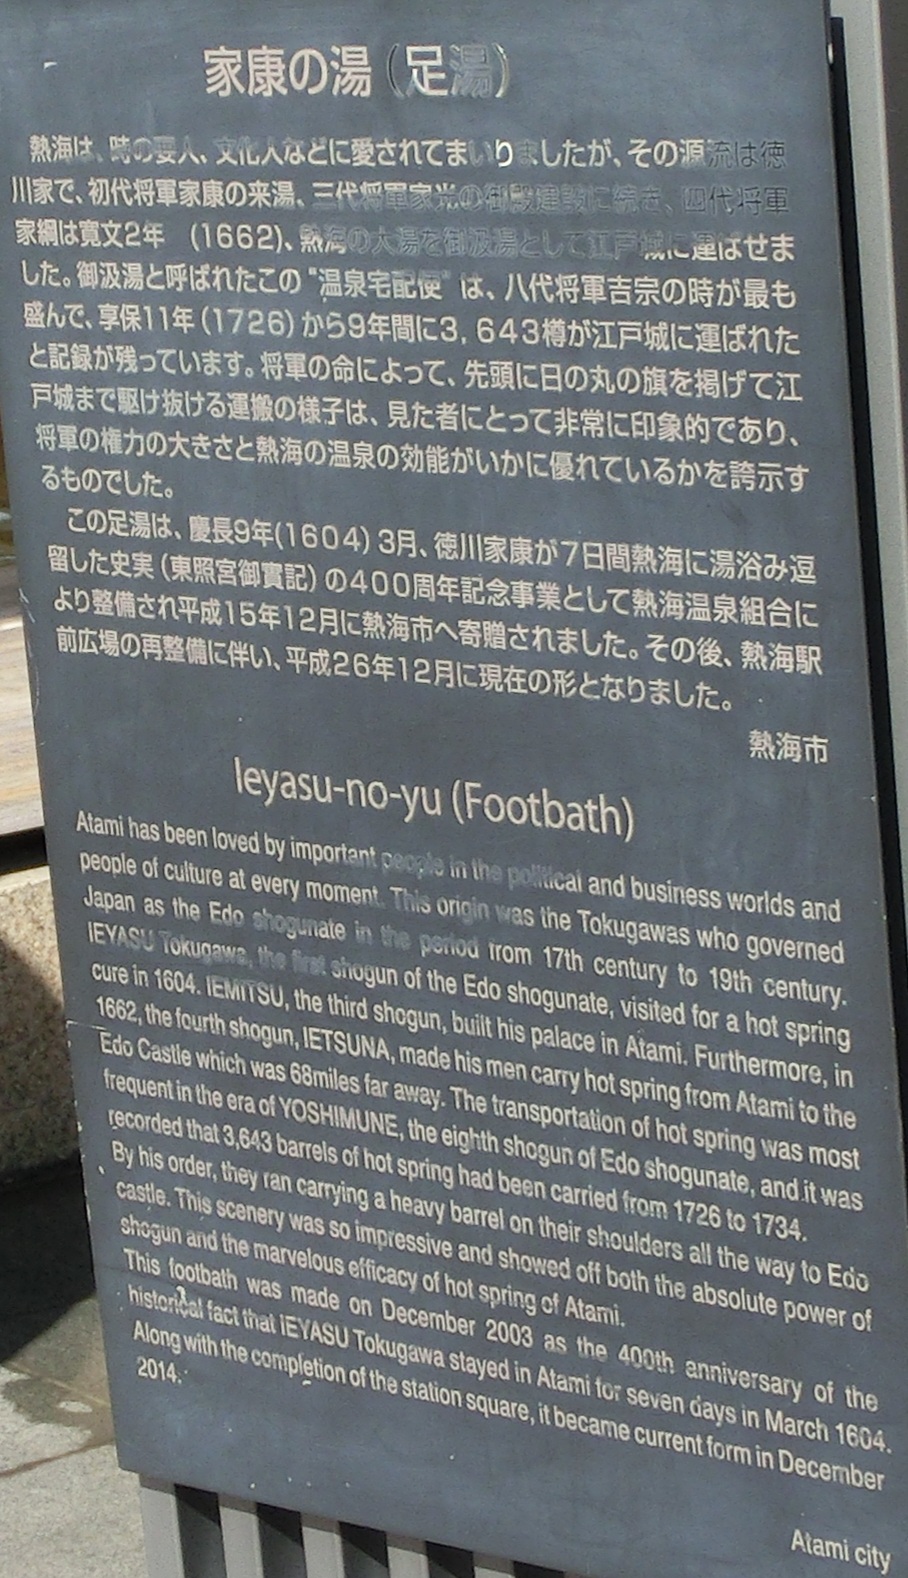 家康の湯（足湯）
熱海は、時の要人、文化人などに愛されてまいりましたが、その源流は徳
川家で、初代将軍家康の来湯、三代将軍家光の御殿建設に続き、四代将軍
家綱は寛文2年 (1662)、熱海の大湯を御汲湯として江戸城に運ばせま
した。御汲湯と呼ばれたこの“温泉宅配便”は、八代将軍吉宗の時が最も
盛んで、享保11年(1726)から9年間に3,643樽が江戸城に運ばれた
と記録が残っています。将軍の命によって、先頭に日の丸の旗を掲げて江
戸城まで駆け抜ける運搬の様子は、見た者にとって非常に印象的であり、
将軍の権力の大きさと熱海の温泉の効能がいかに優れているかを誇示す
るものでした。
この足湯は、慶長9年(1604)3月、徳川家康が7日間熱海に湯浴み逗
留した史実(東照宮御實記)の400周年記念事業として熱海温泉組合に
より整備され平成15年12月に熱海市へ寄贈されました。その後、熱海駅
前広場の再整備に伴い、平成26年12月に現在の形となりました。
熱海市
Ieyasu-no-yu (Footbath)
Atami has been loved by important people in the political and business worlds and
people of culture at every moment. This origin was the Tokugawas who governed
Japan as the Edo shogunate in the period from 17th century to 19th century.
IEYASU Tokugawa, the first shogun of the Edo shogunate, visited for a hot spring
cure in 1604. IEMITSU, the third shogun, built his palace in Atami. Furthermore, in
1662, the fourth shogun, IETSUNA, made his men carry hot spring from Atami to the
Edo Castle which was 68miles far away. The transportation of hot spring was most
frequent in the era of YOSHIMUNE, the eighth shogun of Edo shogunate, and it was
recorded that 3,643 barrels of hot spring had been carried from 1726 to 1734.
By his order, they ran carrying a heavy barrel on their shoulders all the way to Edo
castle. This scenery was so impressive and showed off both the absolute power of
shogun and the marvelous efficacy of hot spring of Atami.
This footbath was made on December 2003 as the 400th anniversary of the
historical fact that IEYASU Tokugawa stayed in Atami for seven days in March 1604.
Along with the completion of the station square, it became current form in December
2014.
Atami city